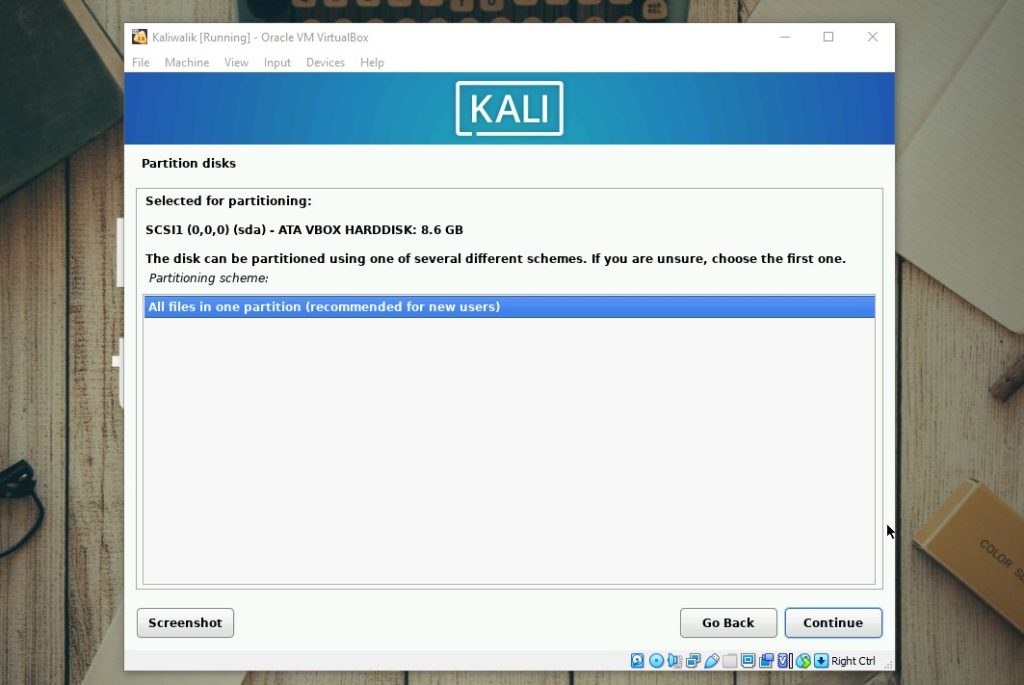 Kaliwalik [Running] - Oracle VM VirtualBox
File Machine View Input Devices Help
KALI
Partition disks
Selected for partitioning:
SCSI1 (0,0,0) (sda) - ATA VBOX HARDDISK: 8.6 GB
The disk can be partitioned using one of several different schemes. If you are unsure, choose the first one.
Partitioning scheme:
All files in one partition (recommended for new users)
Screenshot Go Back Continue
Right Ctrl
COLOR